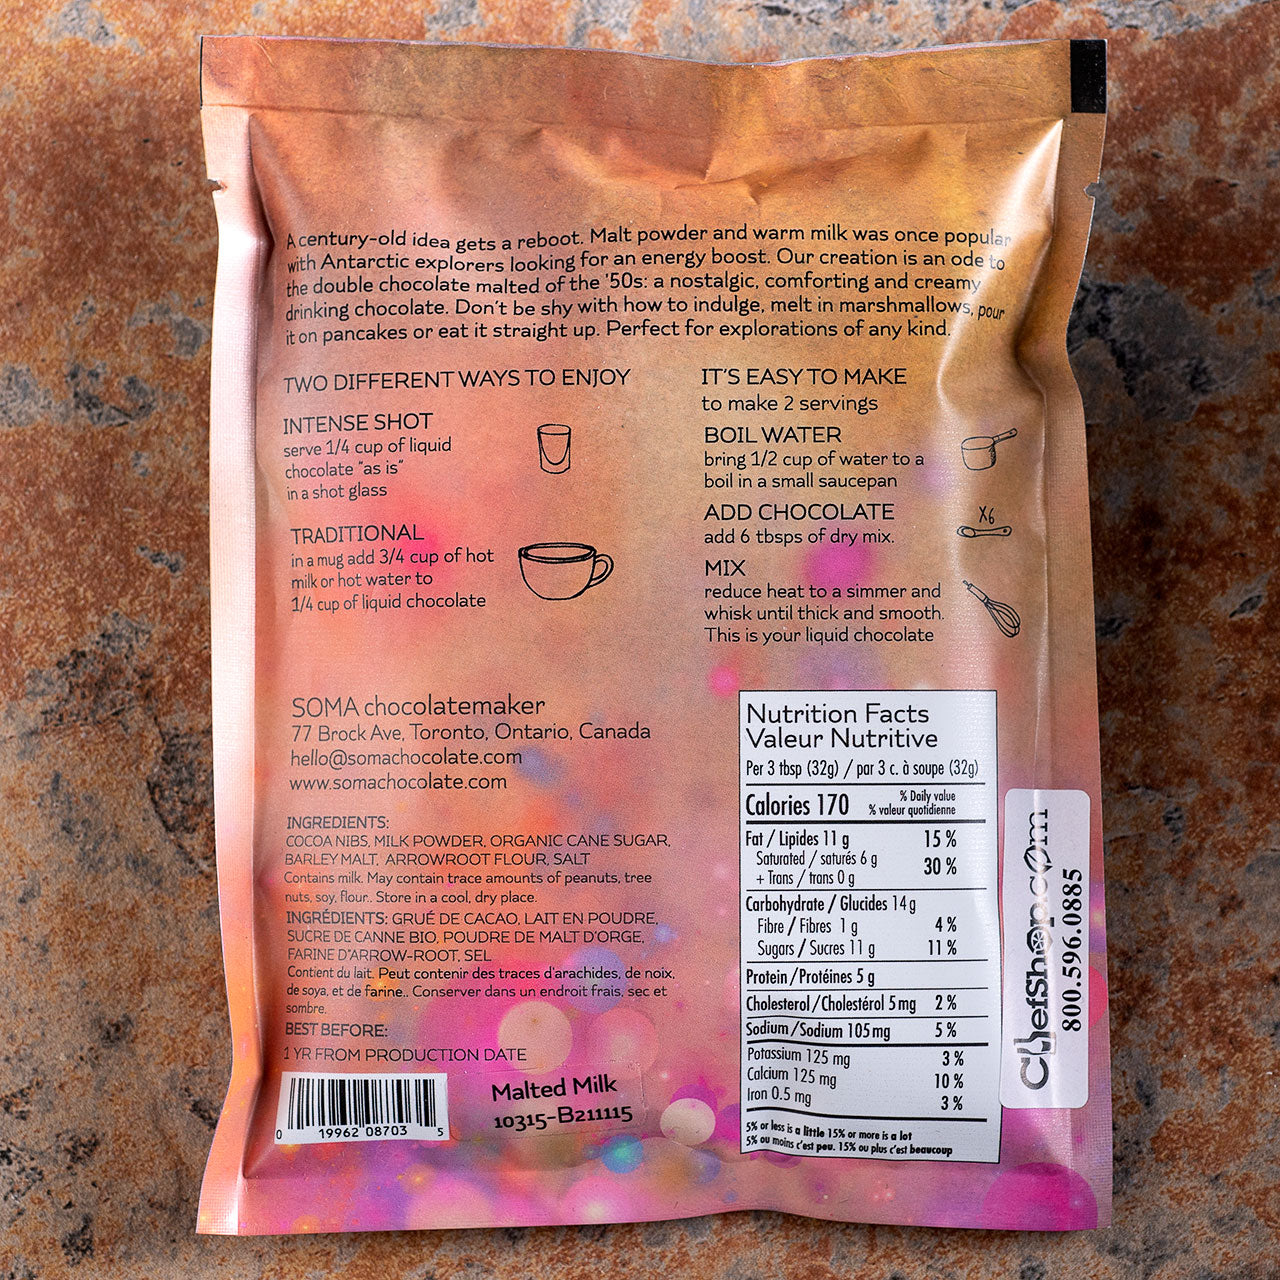 A century-old idea gets a reboot. Malt powder and warm milk was once popular
with Antarctic explorers looking for an energy boost. Our creation is an ode to
the double chocolate malted of the '50s: a nostalgic, comforting and creamy
drinking chocolate. Don't be shy with how to indulge, melt in marshmallows, pour
it on pancakes or eat it straight up. Perfect for explorations of any kind.
TWO DIFFERENT WAYS TO ENJOY
INTENSE SHOT
serve 1/4 cup of liquid
chocolate "as is"
in a shot glass
TRADITIONAL
in a mug add 3/4 cup of hot
milk or hot water to
1/4 cup of liquid chocolate
IT'S EASY TO MAKE
to make 2 servings
BOIL WATER
bring 1/2 cup of water to a
boil in a small saucepan
ADD CHOCOLATE
add 6 tbsps of dry mix.
X6
MIX
reduce heat to a simmer and
whisk until thick and smooth.
This is your liquid chocolate
SOMA chocolatemaker
77 Brock Ave, Toronto, Ontario, Canada
hello@somachocolate.com
www.somachocolate.com
INGREDIENTS:
COCOA NIBS, MILK POWDER, ORGANIC CANE SUGAR,
BARLEY MALT, ARROWROOT FLOUR, SALT
Contains milk. May contain trace amounts of peanuts, tree
nuts, soy, flour.. Store in a cool, dry place.
INGRÉDIENTS: GRUÉ DE CACAO, LAIT EN POUDRE,
SUCRE DE CANNE BIO, POUDRE DE MALT D'ORGE,
FARINE D"ARROW-ROOT, SEL
Contient du lait. Peut contenir des traces d'arachides, de noix,
de soya, et de farine.. Conserver dans un endroit frais, sec et
sombre.
BEST BEFORE:
1 YR FROM PRODUCTION DATE
0 19962 08703 5
Malted Milk
10315-B211115
Nutrition Facts
Valeur Nutritive
Per 3 tbsp (32g) / par 3 c. à soupe (32g)
Calories 170 % Daily value
% valeur quotidienne
Fat / Lipides 11 g 15 %
Saturated / saturés 6 g
+ Trans / trans 0 g 30 %
Carbohydrate / Glucides 14 g
Fibre / Fibres 1 g 4 %
Sugars / Sucres 11 g 11 %
Protein / Protéines 5 g
Cholesterol / Cholestérol 5 mg 2 %
Sodium / Sodium 105 mg 5 %
Potassium 125 mg 3 %
Calcium 125 mg 10 %
Iron 0.5 mg 3 %
5% or less is a little 15% or more is a lot
5% ou moins c'est peu. 15% ou plus c'est beaucoup
ChefShop.com
800.596.0885